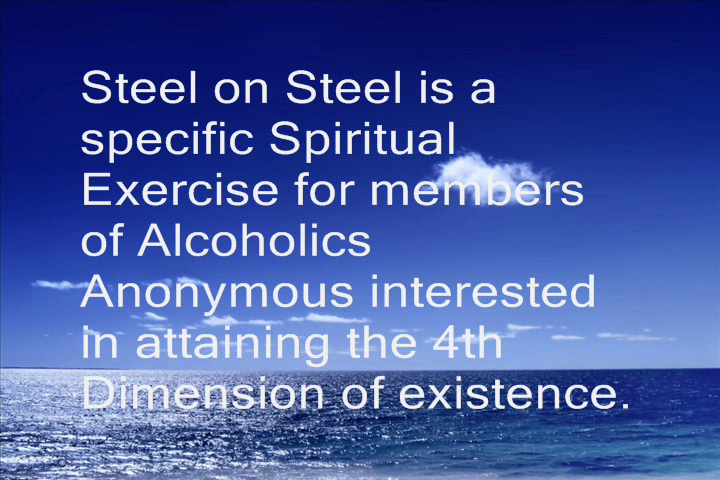 Steel on Steel is a
specific Spiritual
Exercise for members
of Alcoholics
Anonymous interested
in attaining the 4th
Dimension of existence.